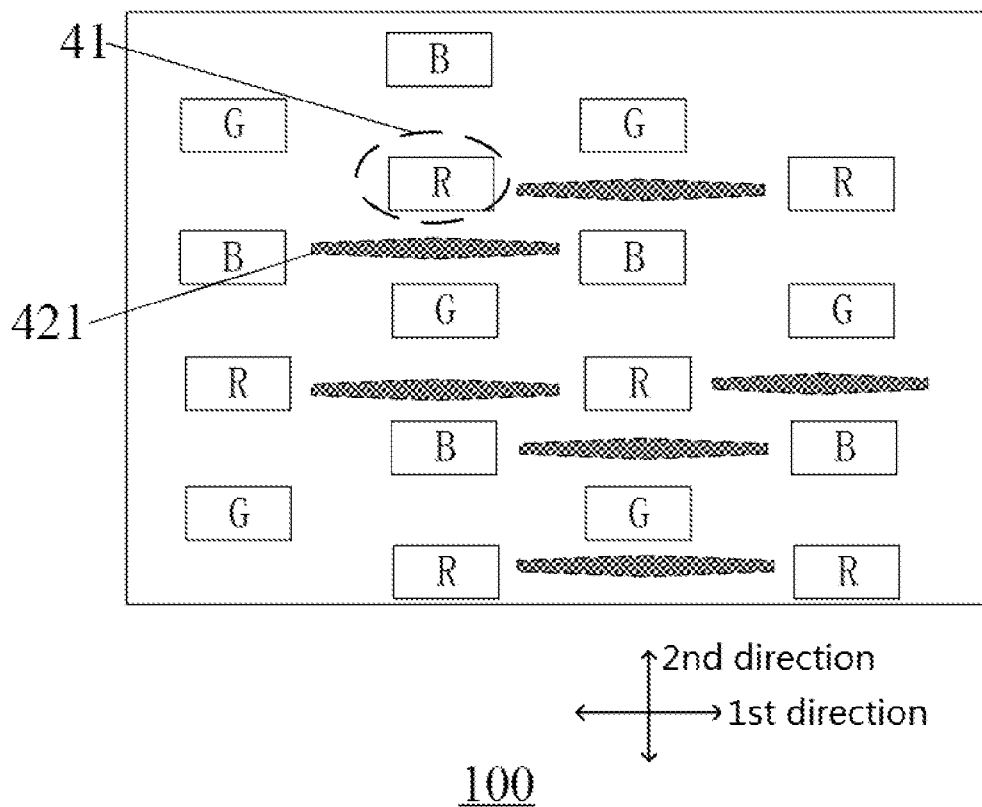 41
B
G G
R R
B B
421
G G
R R
B B
G G
R R
2nd direction
1st direction
100